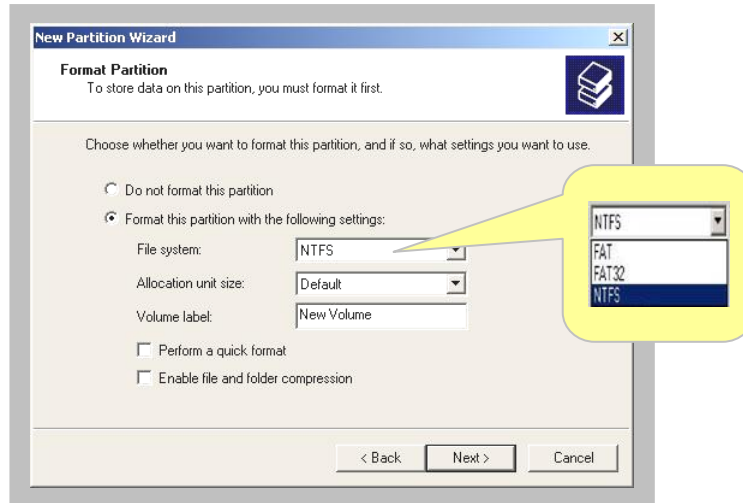 New Partition Wizard
Format Partition
To store data on this partition, you must format it first.
Choose whether you want to format this partition, and if so, what settings you want to use.
Do not format this partition
Format this partition with the following settings:
File system: NTFS
Allocation unit size: Default
Volume label: New Volume
Perform a quick format
Enable file and folder compression
< Back Next > Cancel
NTFS
FAT
FAT32
NTFS